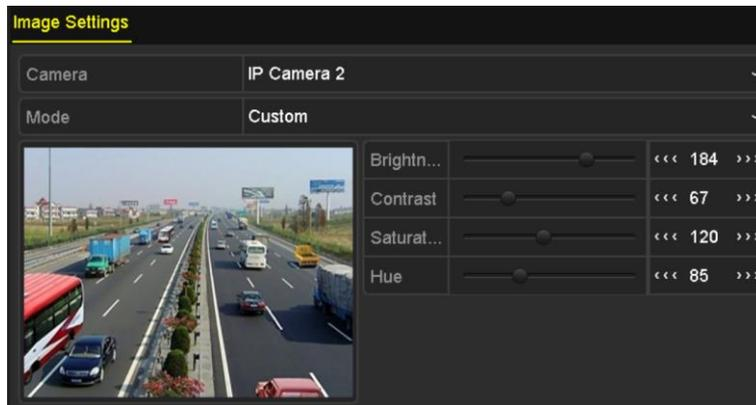 Image Settings
Camera IP Camera 2
Mode Custom
Brightn... ‹‹‹ 184 ›››
Contrast ‹‹‹ 67 ›››
Saturat... ‹‹‹ 120 ›››
Hue ‹‹‹ 85 ›››